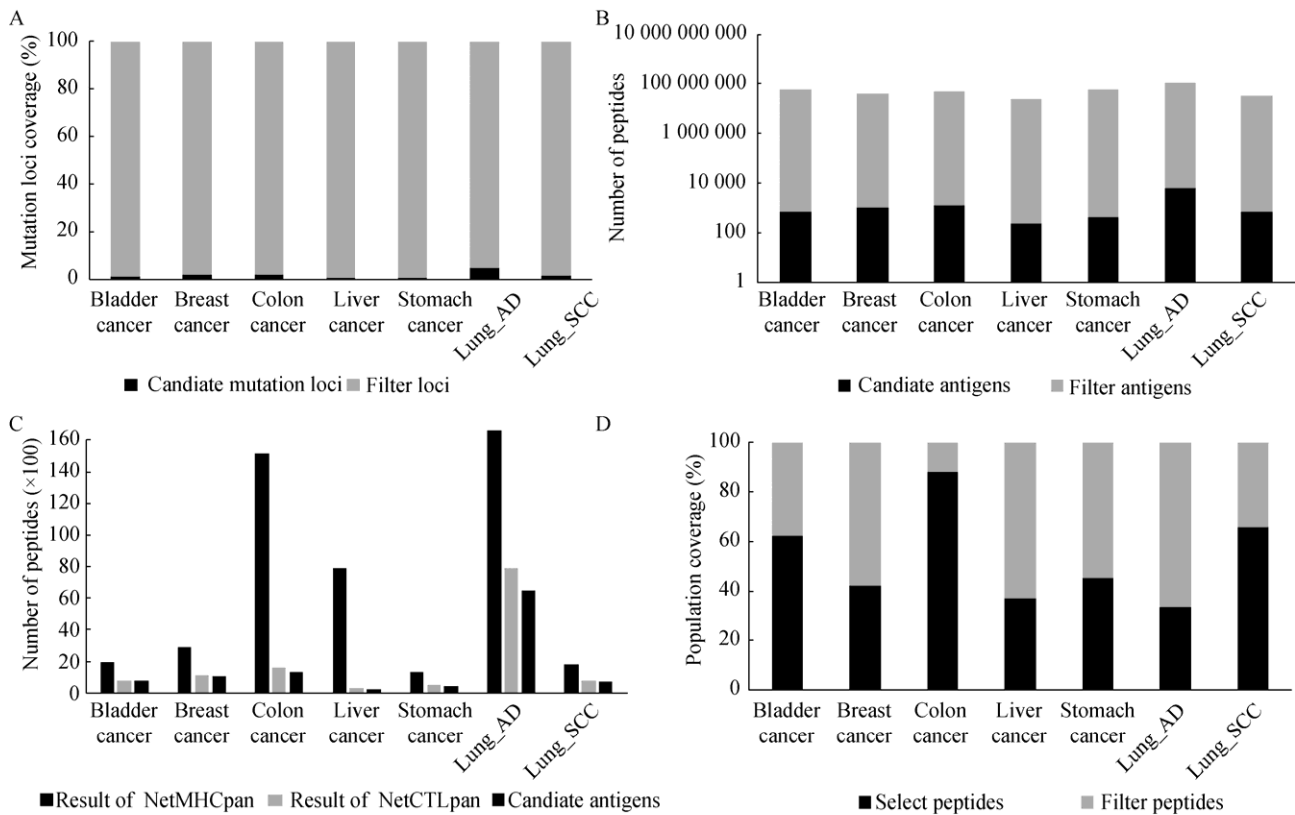 A
Mutation loci coverage (%)
100
80
60
40
20
0
Bladder cancer
Breast cancer
Colon cancer
Liver cancer
Stomach cancer
Lung_AD
Lung_SCC
Candiate mutation loci
Filter loci
B
Number of peptides
10 000 000 000
100 000 000
1 000 000
10 000
100
1
Bladder cancer
Breast cancer
Colon cancer
Liver cancer
Stomach cancer
Lung_AD
Lung_SCC
Candiate antigens
Filter antigens
C
Number of peptides (×100)
160
140
120
100
80
60
40
20
0
Bladder cancer
Breast cancer
Colon cancer
Liver cancer
Stomach cancer
Lung_AD
Lung_SCC
Result of NetMHCpan
Result of NetCTLpan
Candiate antigens
D
Population coverage (%)
100
80
60
40
20
0
Bladder cancer
Breast cancer
Colon cancer
Liver cancer
Stomach cancer
Lung_AD
Lung_SCC
Select peptides
Filter peptides